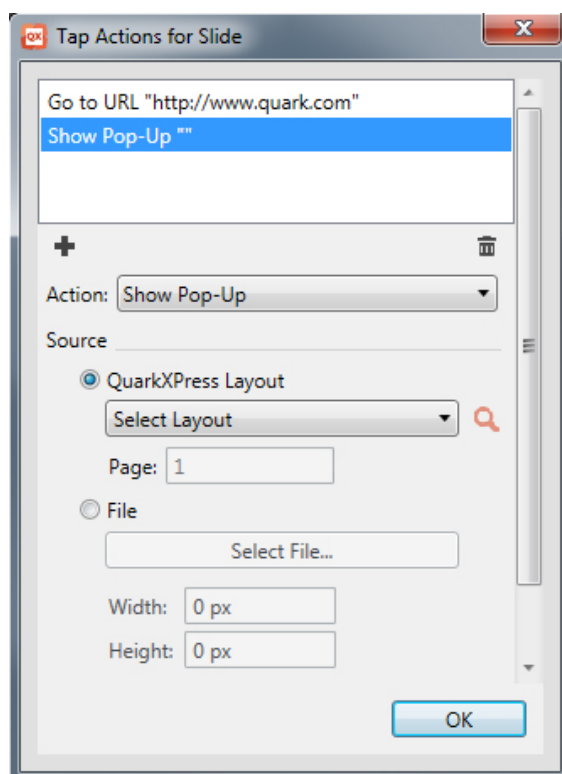 QX Tap Actions for Slide
Go to URL "http://www.quark.com"
Show Pop-Up ""
Action: Show Pop-Up
Source
QuarkXPress Layout
Select Layout
Page: 1
File
Select File...
Width: 0 px
Height: 0 px
OK